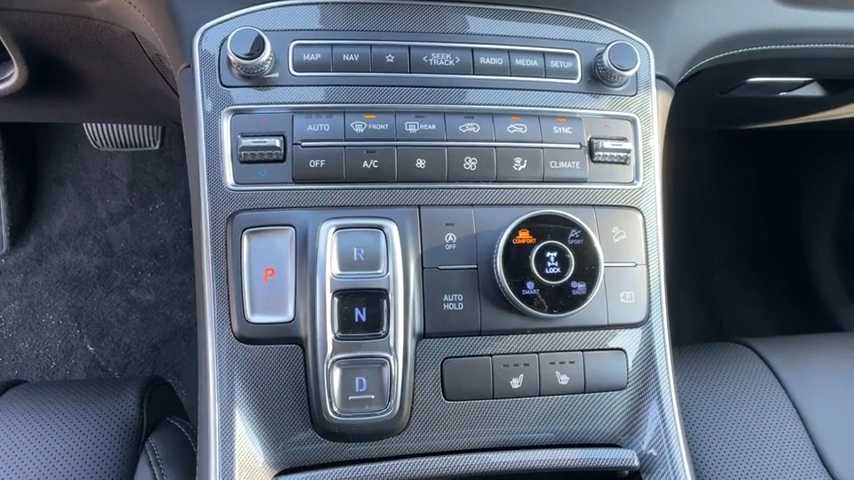 MAP NAV < SEEK TRACK > RADIO MEDIA SETUP
AUTO FRONT REAR SYNC
OFF A/C CLIMATE
P
R
N
D
OFF
AUTO
HOLD
COMFORT SPORT
LOCK
SMART SNOW
P